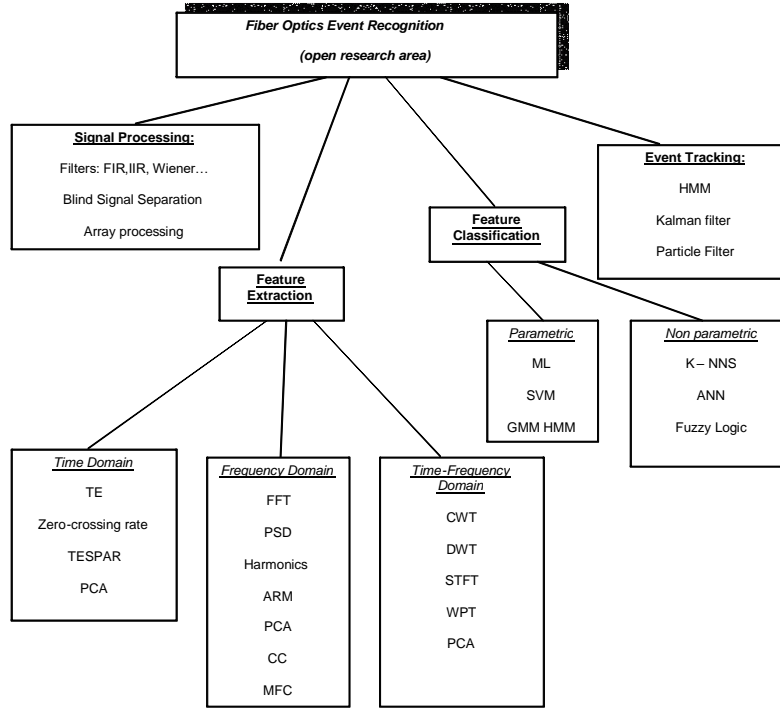 Fiber Optics Event Recognition
(open research area)
Signal Processing:
Filters: FIR,IIR, Wiener…
Blind Signal Separation
Array processing
Event Tracking:
HMM
Kalman filter
Particle Filter
Feature
Classification
Feature
Extraction
Parametric
ML
SVM
GMM HMM
Non parametric
K– NNS
ANN
Fuzzy Logic
Time Domain
TE
Zero-crossing rate
TESPAR
PCA
Frequency Domain
FFT
PSD
Harmonics
ARM
PCA
CC
MFC
Time-Frequency
Domain
CWT
DWT
STFT
WPT
PCA